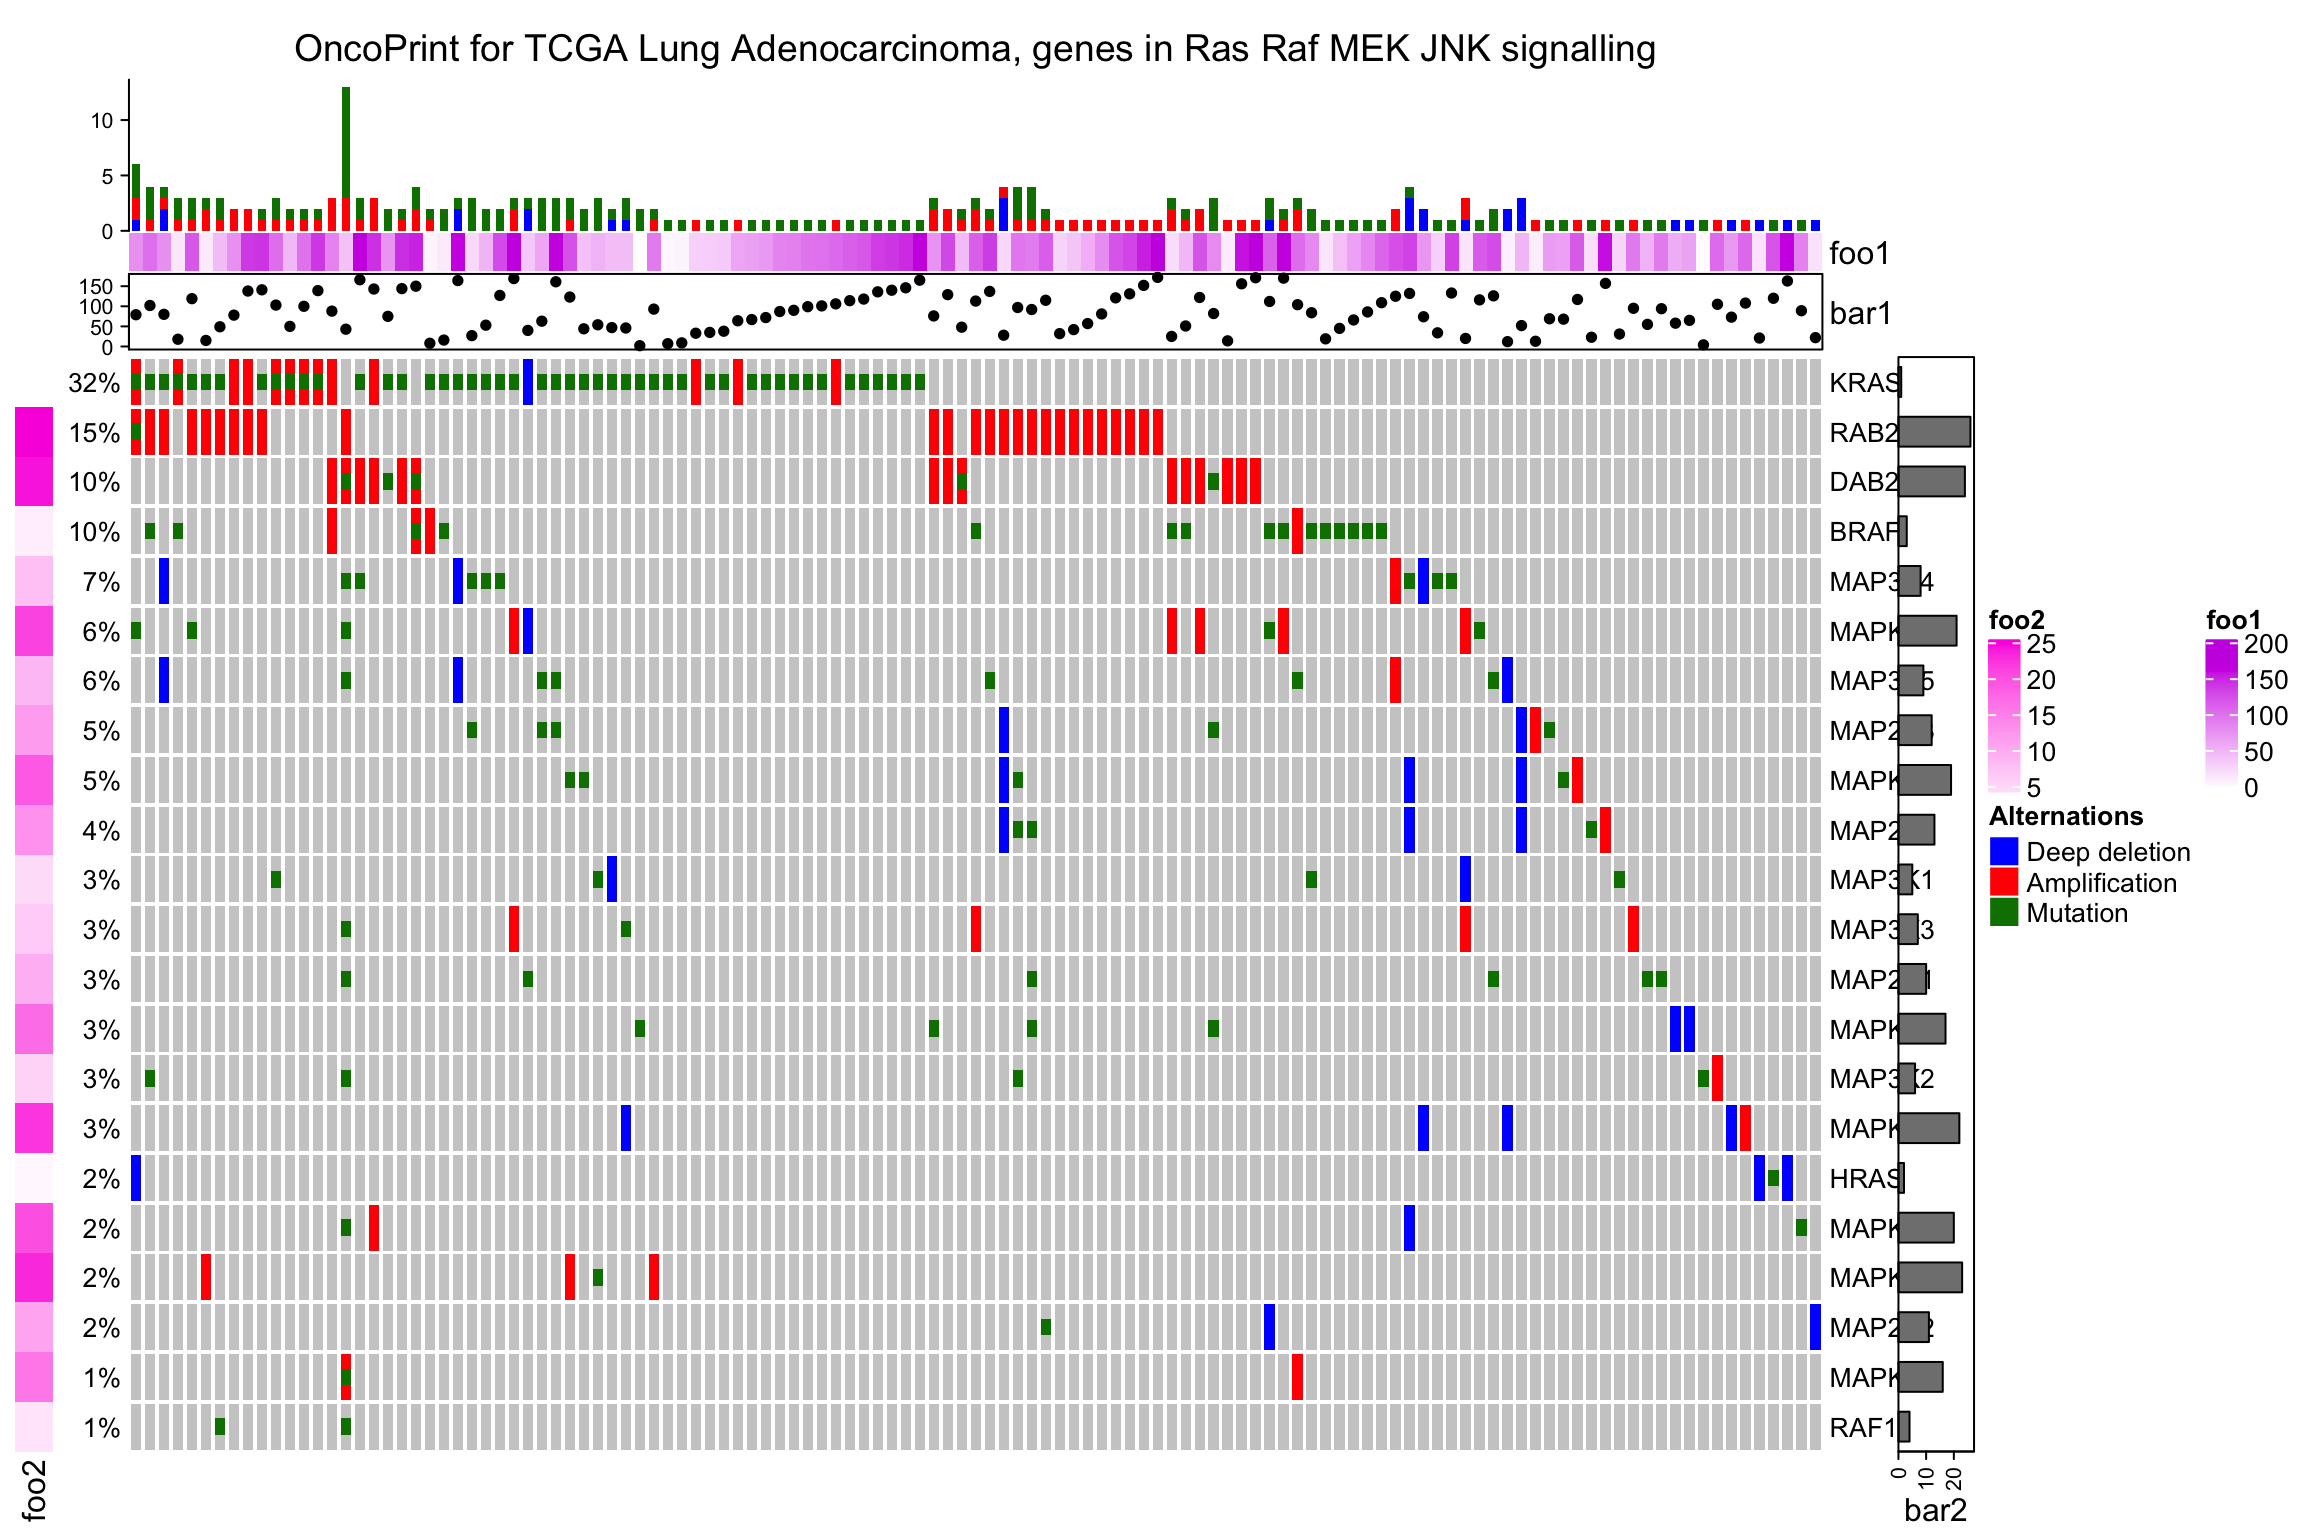 OncoPrint for TCGA Lung Adenocarcinoma, genes in Ras Raf MEK JNK signalling
10
5
0
foo1
150
100
50
0
bar1
32% KRAS
15% RAB2
10% DAB2
10% BRAF
7% MAP3 4
6% MAPK
6% MAP3 5
5% MAP2
5% MAPK
4% MAP2
3% MAP3K1
3% MAP3 3
3% MAP2 1
3% MAPK
3% MAP3K2
3% MAPK
2% HRAS
2% MAPK
2% MAPK
2% MAP2 2
1% MAPK
1% RAF1
foo2
0 10 20
bar2
foo2
25
20
15
10
5
foo1
200
150
100
50
0
Alternations
Deep deletion
Amplification
Mutation